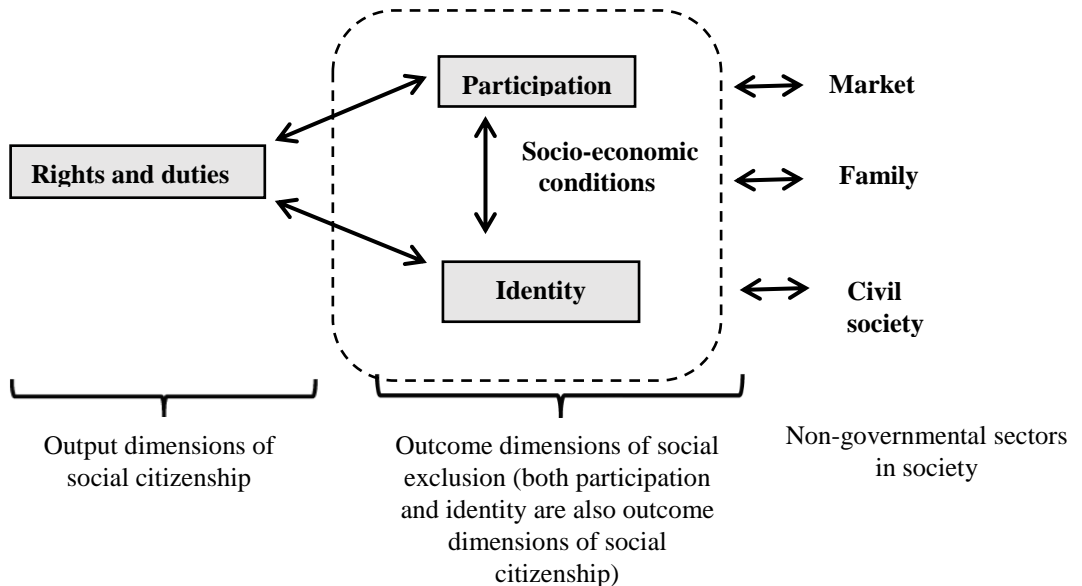 Participation
Market
Rights and duties
Socio-economic
conditions
Family
Identity
Civil
society
Output dimensions of
social citizenship
Outcome dimensions of social
exclusion (both participation
and identity are also outcome
dimensions of social
citizenship)
Non-governmental sectors
in society